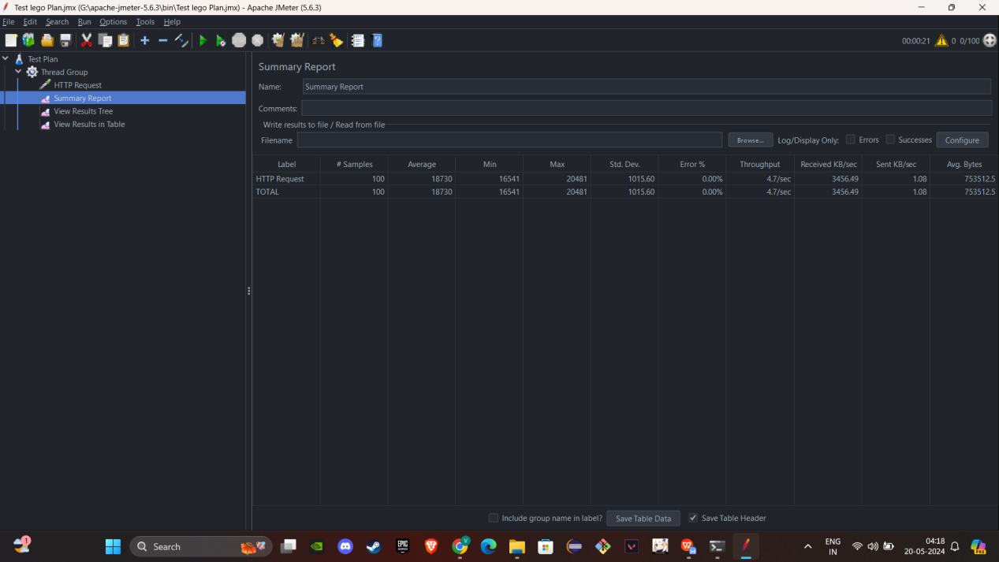 Test lego Plan.jmx (G:\apache-jmeter-5.6.3\bin\Test lego Plan.jmx) - Apache JMeter (5.6.3)
File Edit Search Run Options Tools Help
00:00:21 0 0/100
Test Plan
Thread Group
HTTP Request
Summary Report
View Results Tree
View Results in Table
Summary Report
Name: Summary Report
Comments:
Write results to file / Read from file
Filename Browse... Log/Display Only: Errors Successes Configure
Label # Samples Average Min Max Std. Dev. Error % Throughput Received KB/sec Sent KB/sec Avg. Bytes
HTTP Request 100 18730 16541 20481 1015.60 0.00% 4.7/sec 3456.49 1.08 753512.5
TOTAL 100 18730 16541 20481 1015.60 0.00% 4.7/sec 3456.49 1.08 753512.5
Include group name in label? Save Table Data Save Table Header
1 Search EPIC GAMES V ENG 04:18 PRE
IN 20-05-2024